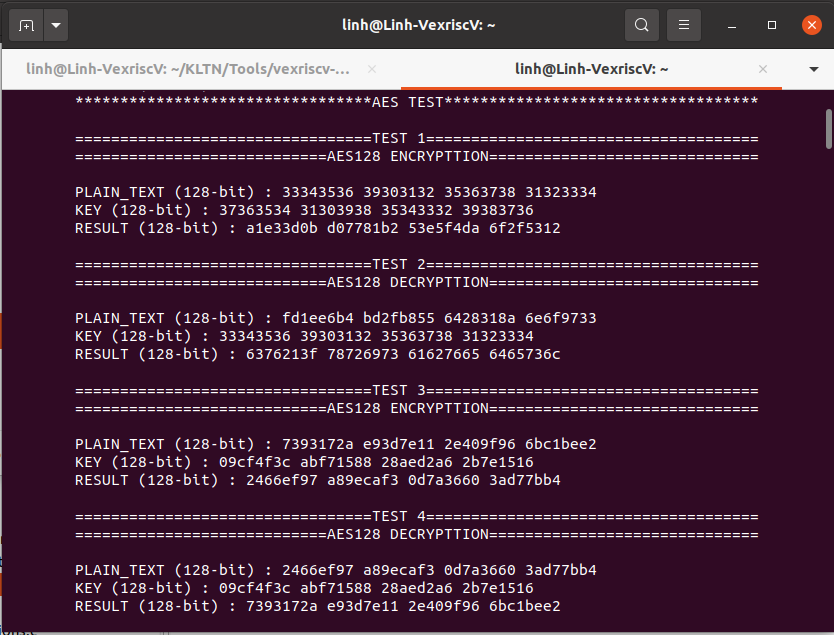 linh@Linh-VexriscV: ~
linh@Linh-VexriscV: ~/KLTN/Tools/vexriscv-...
linh@Linh-VexriscV: ~
*********************************AES TEST***********************************
=================================TEST 1=====================================
============================AES128 ENCRYPTTION==============================
PLAIN_TEXT (128-bit) : 33343536 39303132 35363738 31323334
KEY (128-bit) : 37363534 31303938 35343332 39383736
RESULT (128-bit) : a1e33d0b d07781b2 53e5f4da 6f2f5312
=================================TEST 2=====================================
============================AES128 DECRYPTTION==============================
PLAIN_TEXT (128-bit) : fd1ee6b4 bd2fb855 6428318a 6e6f9733
KEY (128-bit) : 33343536 39303132 35363738 31323334
RESULT (128-bit) : 6376213f 78726973 61627665 6465736c
=================================TEST 3=====================================
============================AES128 ENCRYPTTION==============================
PLAIN_TEXT (128-bit) : 7393172a e93d7e11 2e409f96 6bc1bee2
KEY (128-bit) : 09cf4f3c abf71588 28aed2a6 2b7e1516
RESULT (128-bit) : 2466ef97 a89ecaf3 0d7a3660 3ad77bb4
=================================TEST 4=====================================
============================AES128 DECRYPTTION==============================
PLAIN_TEXT (128-bit) : 2466ef97 a89ecaf3 0d7a3660 3ad77bb4
KEY (128-bit) : 09cf4f3c abf71588 28aed2a6 2b7e1516
RESULT (128-bit) : 7393172a e93d7e11 2e409f96 6bc1bee2